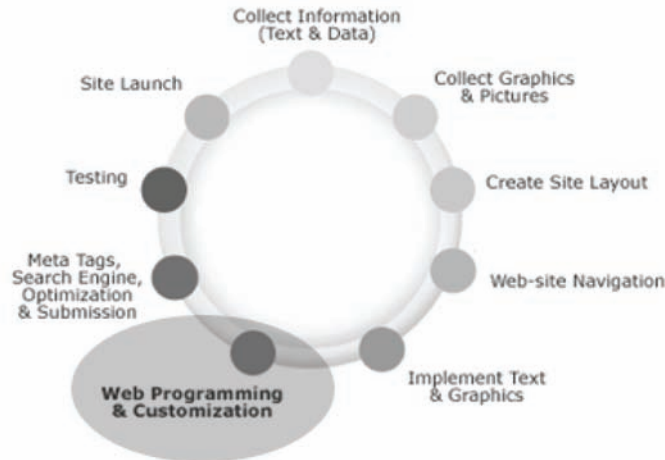 Collect Information
(Text & Data)
Collect Graphics
& Pictures
Create Site Layout
Web-site Navigation
Implement Text
& Graphics
Web Programming
& Customization
Meta Tags,
Search Engine,
Optimization
& Submission
Testing
Site Launch